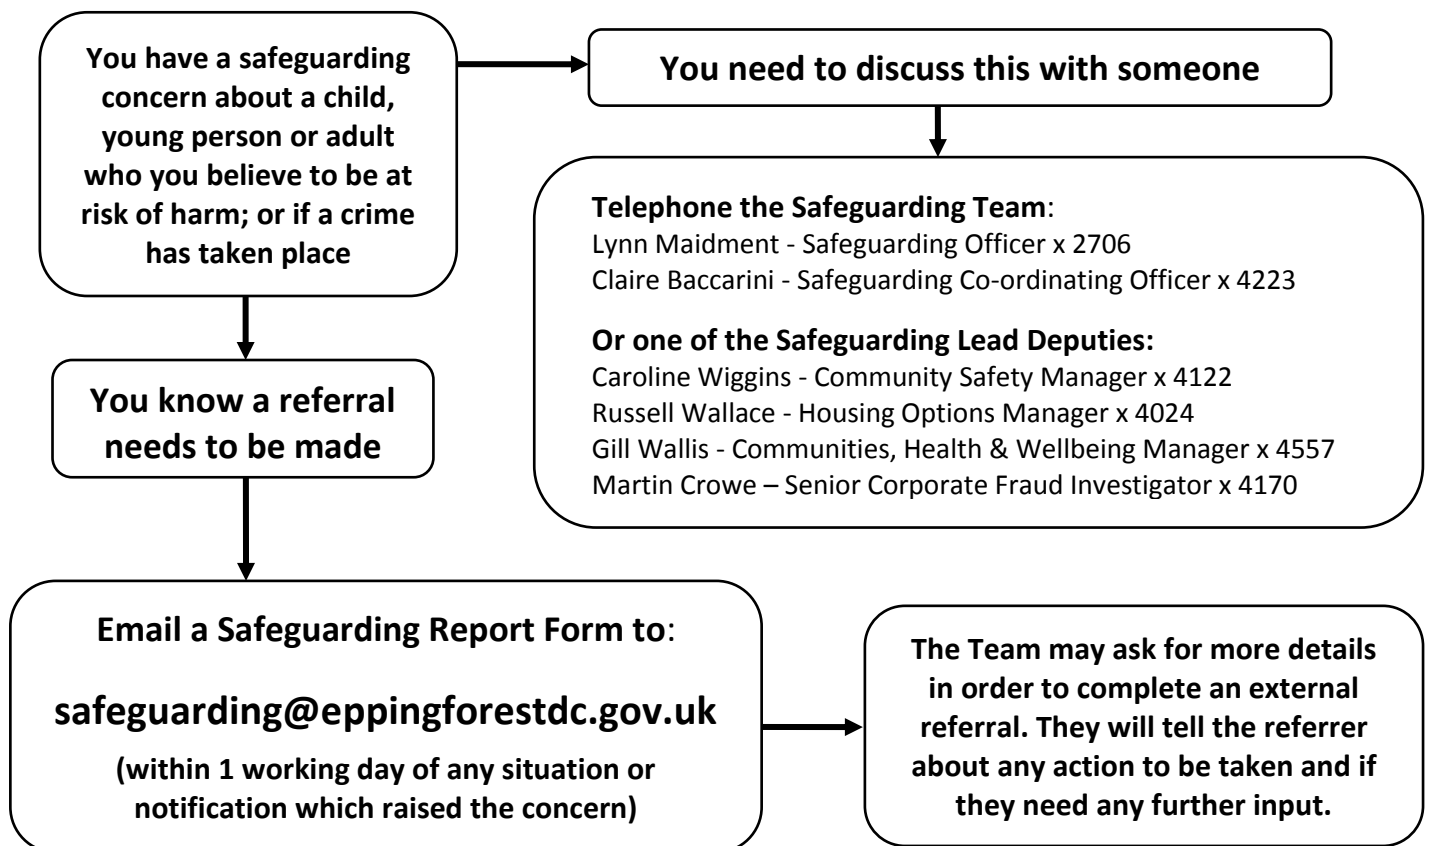 You have a safeguarding
concern about a child,
young person or adult
who you believe to be at
risk of harm; or if a crime
has taken place
You need to discuss this with someone
Telephone the Safeguarding Team:
Lynn Maidment - Safeguarding Officer x 2706
Claire Baccarini - Safeguarding Co-ordinating Officer x 4223
Or one of the Safeguarding Lead Deputies:
Caroline Wiggins - Community Safety Manager x 4122
Russell Wallace - Housing Options Manager x 4024
Gill Wallis - Communities, Health & Wellbeing Manager x 4557
Martin Crowe – Senior Corporate Fraud Investigator x 4170
You know a referral
needs to be made
Email a Safeguarding Report Form to:
safeguarding@eppingforestdc.gov.uk
(within 1 working day of any situation or
notification which raised the concern)
The Team may ask for more details
in order to complete an external
referral. They will tell the referrer
about any action to be taken and if
they need any further input.